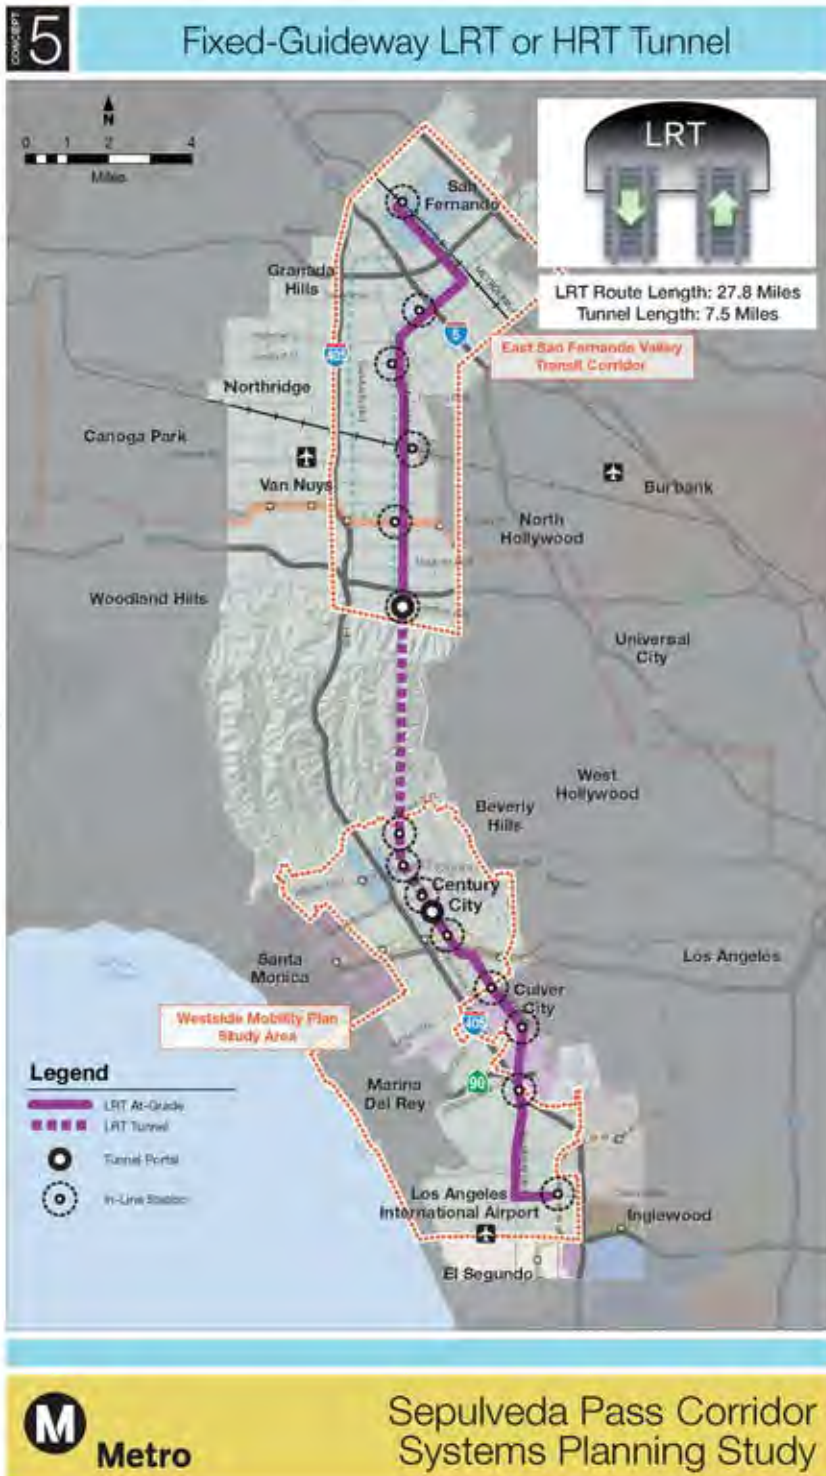 CONCEPT
5
Fixed-Guideway LRT or HRT Tunnel
N
0 1 2 4
Miles
LRT
LRT Route Length: 27.8 Miles
Tunnel Length: 7.5 Miles
San
Fernando
METROLINK
Granada
Hills
5
405
East San Fernando Valley
Transit Corridor
Northridge
Canoga Park
Van Nuys
Burbank
North
Hollywood
Woodland Hills
Universal
City
West
Hollywood
Beverly
Hills
Century
City
Santa
Monica
Los Angeles
Culver
City
Westside Mobility Plan
Study Area
405
Legend
LRT At-Grade
LRT Tunnel
Tunnel Portal
In-Line Station
90
Marina
Del Rey
Los Angeles
International Airport
Inglewood
El Segundo
M
Metro
Sepulveda Pass Corridor
Systems Planning Study